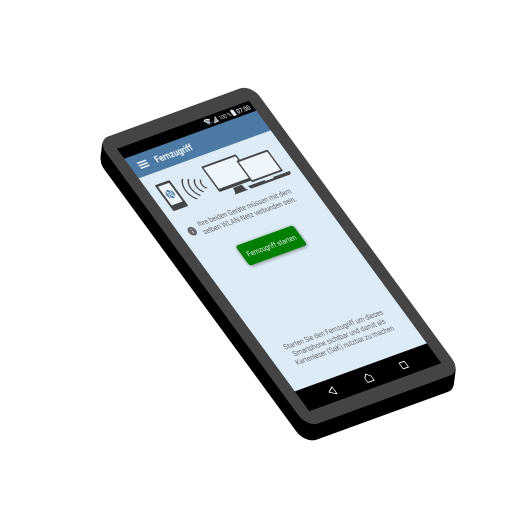 100 % 07:00
Fernzugriff
Ihre beiden Geräte müssen mit dem
selben WLAN-Netz verbunden sein.
Fernzugriff starten
Starten Sie den Fernzugriff um dieses
Smartphone sichtbar und damit als
Kartenleser (SaK) nutzbar zu machen